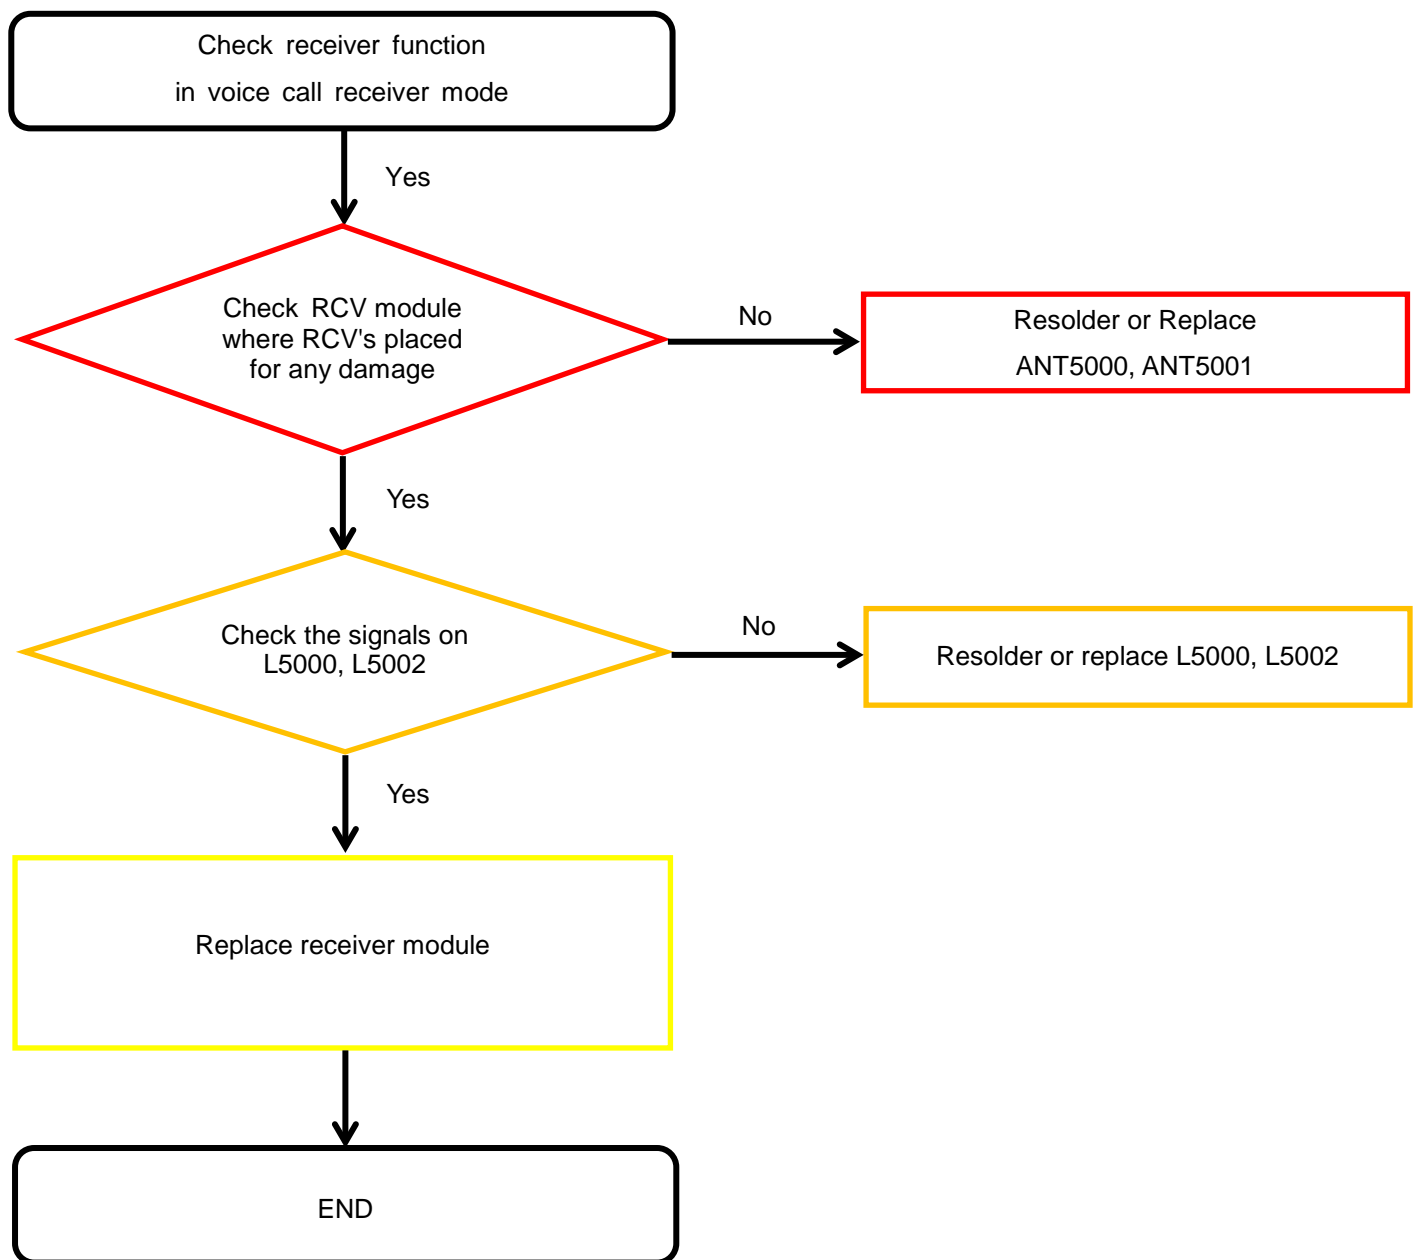 Check receiver function
in voice call receiver mode
Yes
Check RCV module
where RCV's placed
for any damage
No
Resolder or Replace
ANT5000, ANT5001
Yes
Check the signals on
L5000, L5002
No
Resolder or replace L5000, L5002
Yes
Replace receiver module
END